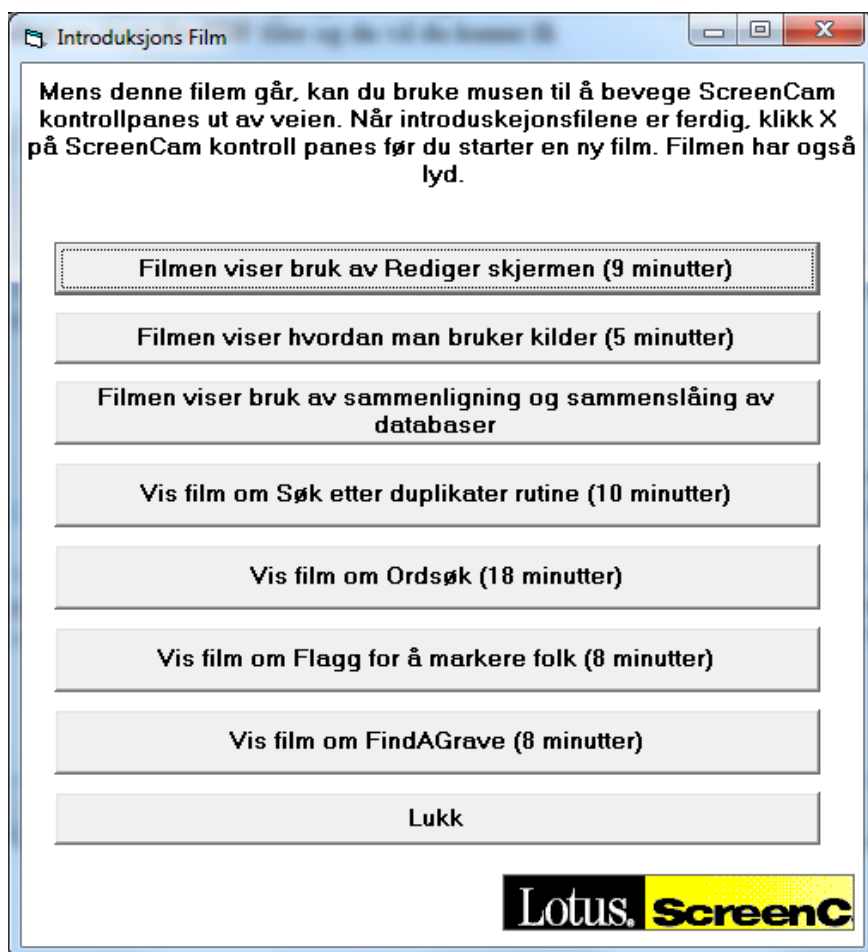 Introduksjons Film
Mens denne filem går, kan du bruke musen til å bevege ScreenCam
kontrollpanes ut av veien. Når introduskejonsfilene er ferdig, klikk X
på ScreenCam kontroll panes før du starter en ny film. Filmen har også
lyd.
Filmen viser bruk av Rediger skjermen (9 minutter)
Filmen viser hvordan man bruker kilder (5 minutter)
Filmen viser bruk av sammenligning og sammenslåing av
databaser
Vis film om Søk etter duplikater rutine (10 minutter)
Vis film om Ordsøk (18 minutter)
Vis film om Flagg for å markere folk (8 minutter)
Vis film om FindAGrave (8 minutter)
Lukk
Lotus. ScreenC